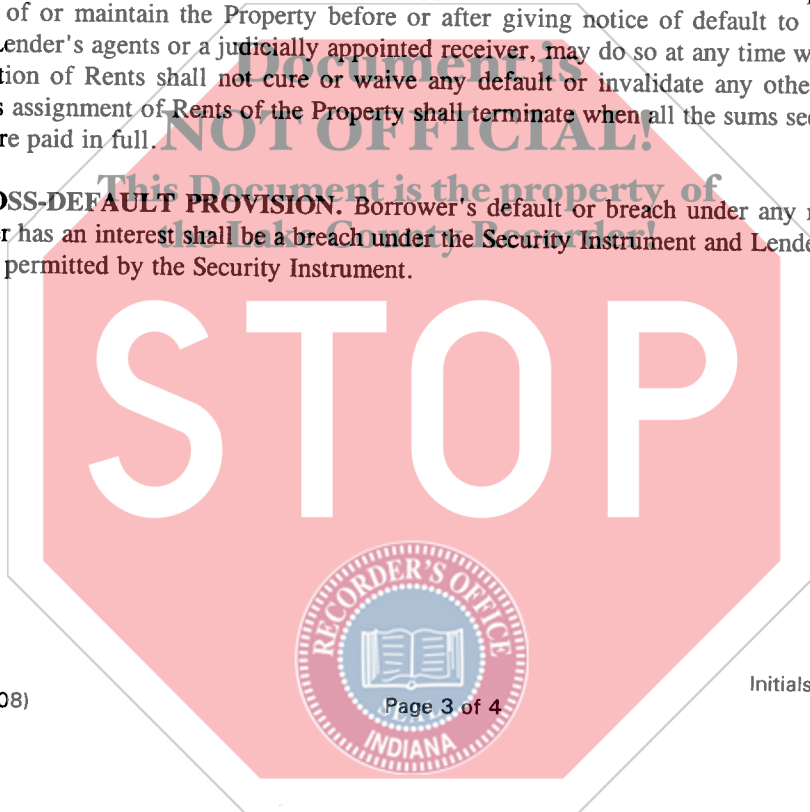 of or maintain the Property before or after giving notice of default to
Lender's agents or a judicially appointed receiver, may do so at any time w
tion of Rents shall not cure or waive any default or invalidate any othe
s assignment of Rents of the Property shall terminate when all the sums sec
re paid in full.
Document is
NOT OFFICIAL!
This Document is the property of
the Lake County Recorder!
OSS-DEFAULT PROVISION. Borrower's default or breach under any
r has an interest shall be a breach under the Security Instrument and Lende
permitted by the Security Instrument.
STOP
RECORDER'S OFFICE
SEAL
INDIANA
08)
Page 3 of 4
Initials